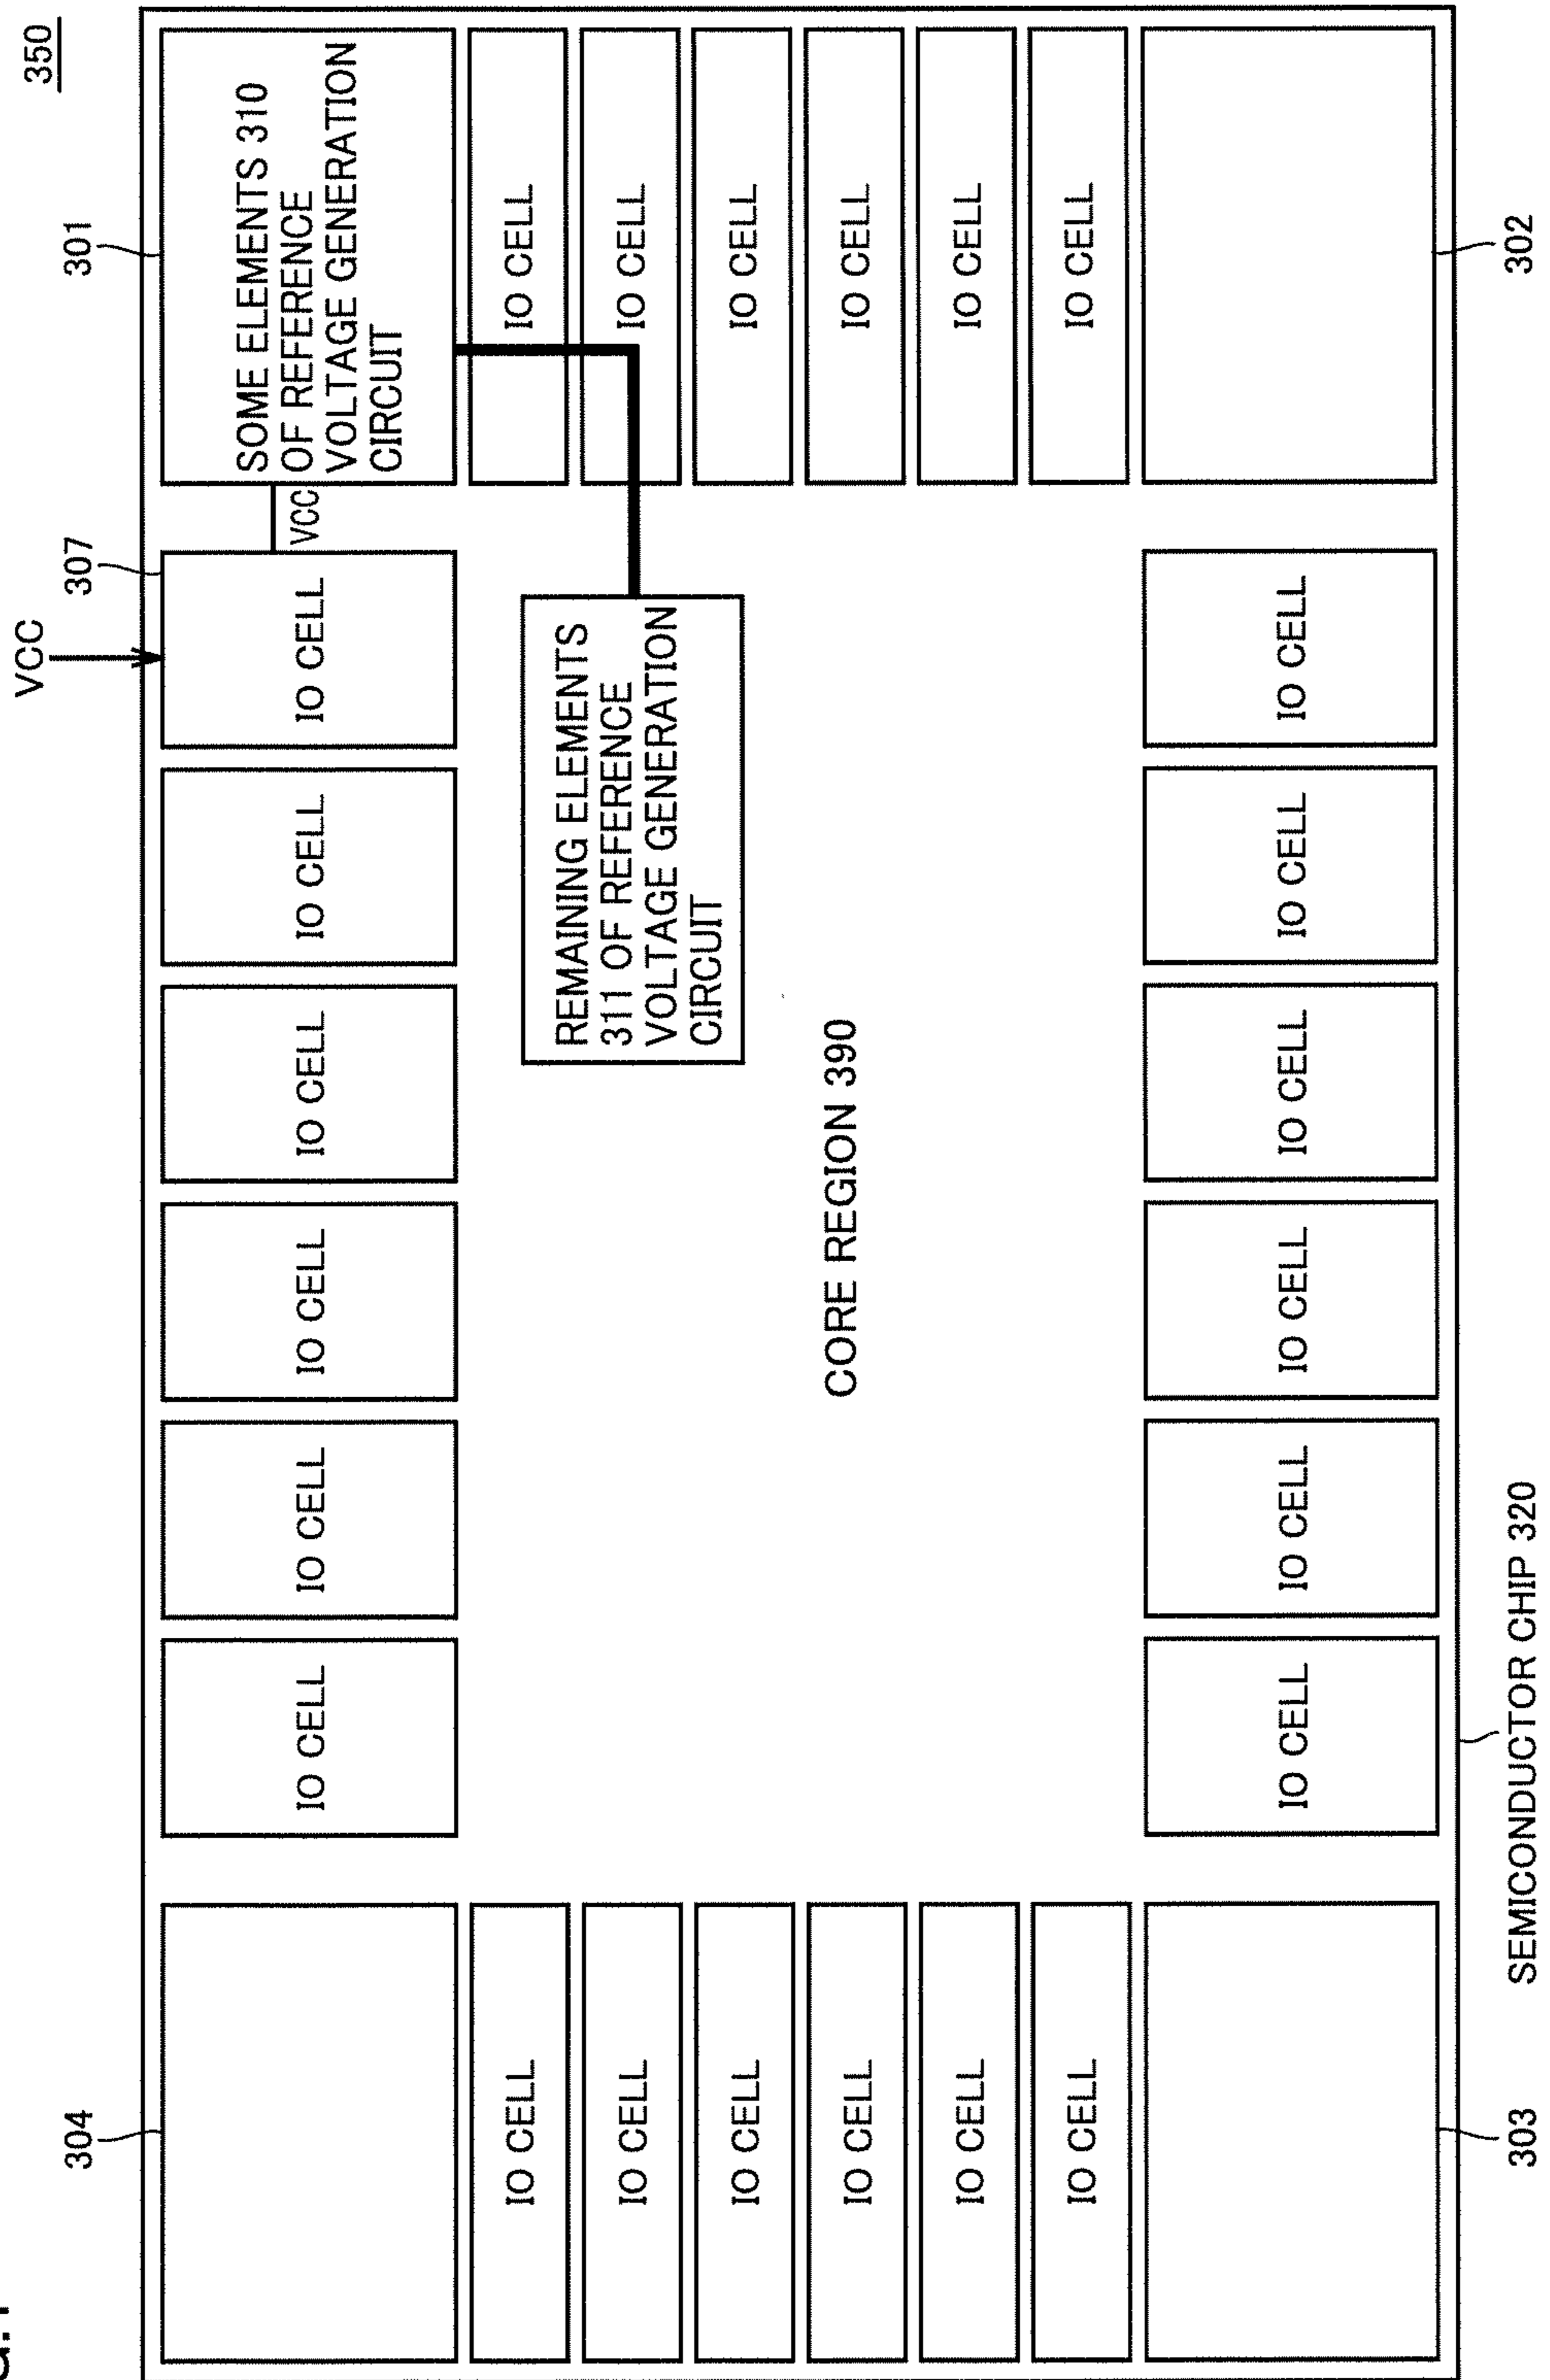 VCC
350
304
307
301
IO CELL
IO CELL
IO CELL
IO CELL
IO CELL
IO CELL
VCC
SOME ELEMENTS 310
OF REFERENCE
VOLTAGE GENERATION
CIRCUIT
IO CELL
IO CELL
IO CELL
IO CELL
IO CELL
IO CELL
REMAINING ELEMENTS
311 OF REFERENCE
VOLTAGE GENERATION
CIRCUIT
CORE REGION 390
IO CELL
IO CELL
IO CELL
IO CELL
IO CELL
IO CELL
IO CELL
IO CELL
IO CELL
IO CELL
IO CELL
IO CELL
303
SEMICONDUCTOR CHIP 320
302